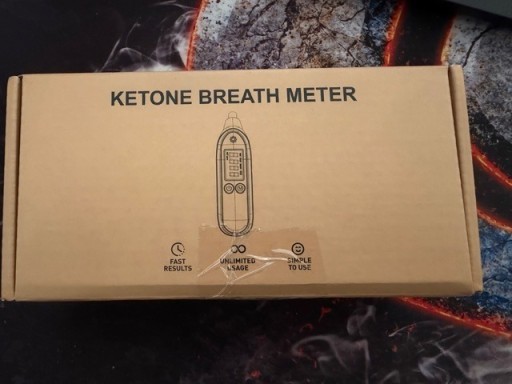 KETONE BREATH METER
FAST
RESULTS
UNLIMITED
USAGE
SIMPLE
TO USE